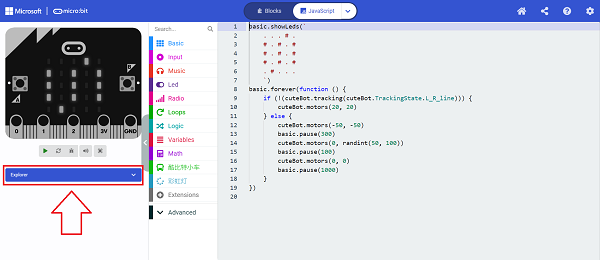 Microsoft
micro:bit
Blocks
JavaScript
A
B
0 1 2 3V GND
Explorer
Search...
Basic
Input
Music
Led
Radio
Loops
Logic
Variables
Math
酷比特小车
彩虹灯
Extensions
Advanced
1 basic.showLeds(`
2 . . . # .
3 # . # . #
4 # . # . #
5 # . # . #
6 . # . . .
7 `)
8 basic.forever(function () {
9 if (!(cuteBot.tracking(cuteBot.TrackingState.L_R_line))) {
10 cuteBot.motors(20, 20)
11 } else {
12 cuteBot.motors(-50, -50)
13 basic.pause(300)
14 cuteBot.motors(0, randint(50, 100))
15 basic.pause(100)
16 cuteBot.motors(0, 0)
17 basic.pause(1000)
18 }
19 })
20